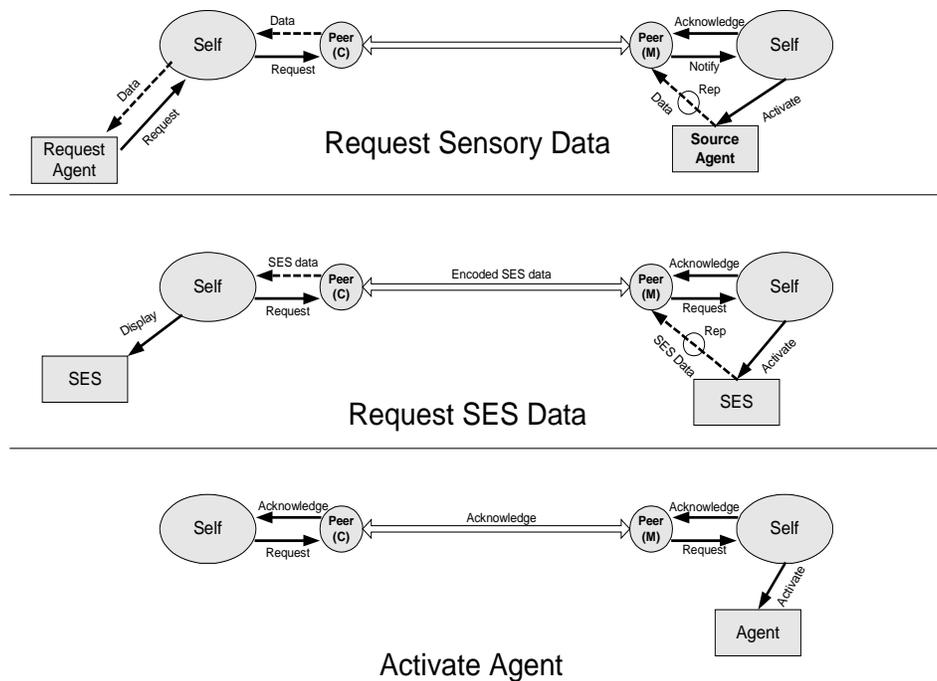 Data
Peer
(C)
Self
Request
Data
Request
Request
Agent
Peer
(M)
Acknowledge
Self
Notify
Rep
Data
Activate
Source
Agent
Request Sensory Data
SES data
Peer
(C)
Self
Request
Encoded SES data
Display
SES
Peer
(M)
Acknowledge
Self
Request
Rep
SES Data
Activate
SES
Request SES Data
Self
Acknowledge
Peer
(C)
Request
Acknowledge
Peer
(M)
Acknowledge
Self
Request
Activate
Agent
Activate Agent